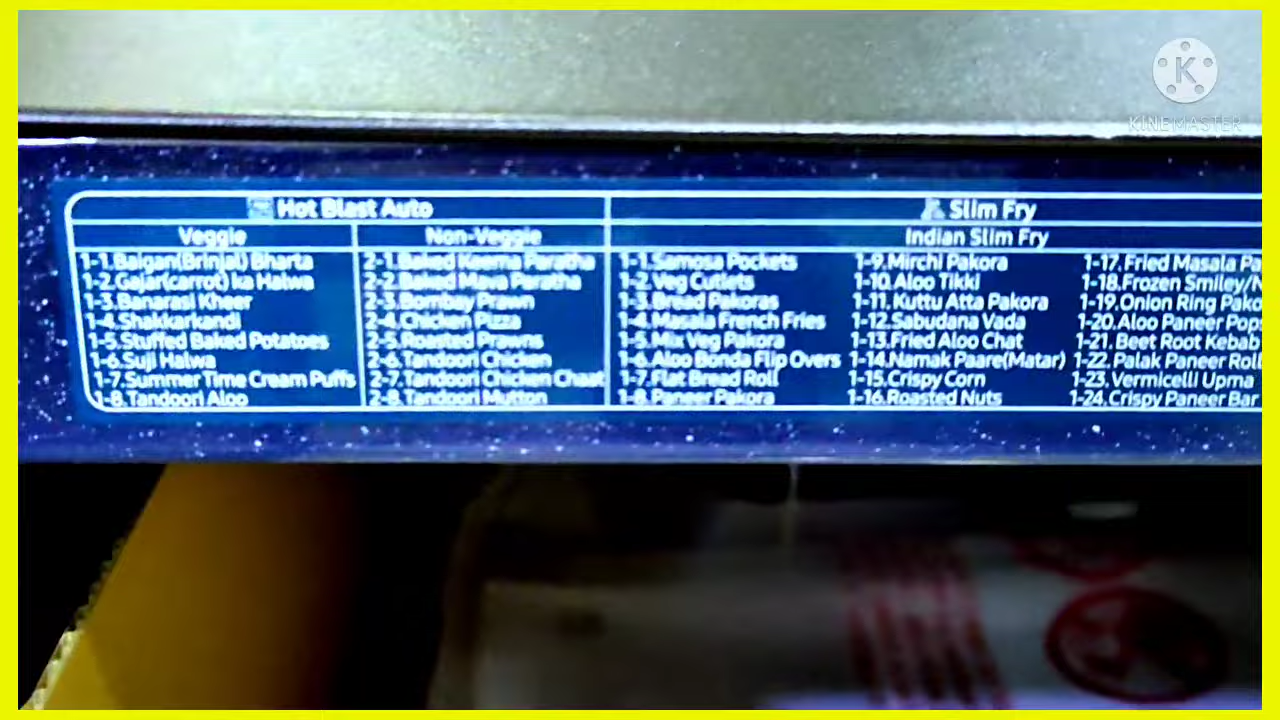 K
KINEMASTER
Hot Blast Auto
Slim Fry
Veggie
Non-Veggie
Indian Slim Fry
1-1.Baigan(Brinjal) Bharta
1-2.Gajar(carrot) ka Halwa
1-3.Banarasi Kheer
1-4.Shakkarkandi
1-5.Stuffed Baked Potatoes
1-6.Suji Halwa
1-7.Summer Time Cream Puffs
1-8.Tandoori Aloo
2-1.Baked Keema Paratha
2-2.Baked Mava Paratha
2-3.Bombay Prawn
2-4.Chicken Pizza
2-5.Roasted Prawns
2-6.Tandoori Chicken
2-7.Tandoori Chicken Chaat
2-8.Tandoori Mutton
1-1.Samosa Pockets
1-2.Veg Cutlets
1-3.Bread Pakoras
1-4.Masala French Fries
1-5.Mix Veg Pakora
1-6.Aloo Bonda Flip Overs
1-7.Flat Bread Roll
1-8.Paneer Pakora
1-9.Mirchi Pakora
1-10.Aloo Tikki
1-11.Kuttu Atta Pakora
1-12.Sabudana Vada
1-13.Fried Aloo Chat
1-14.Namak Paare(Matar)
1-15.Crispy Corn
1-16.Roasted Nuts
1-17.Fried Masala Pa
1-18.Frozen Smiley/N
1-19.Onion Ring Pako
1-20.Aloo Paneer Pops
1-21.Beet Root Kebab
1-22.Palak Paneer Roll
1-23.Vermicelli Upma
1-24.Crispy Paneer Bar